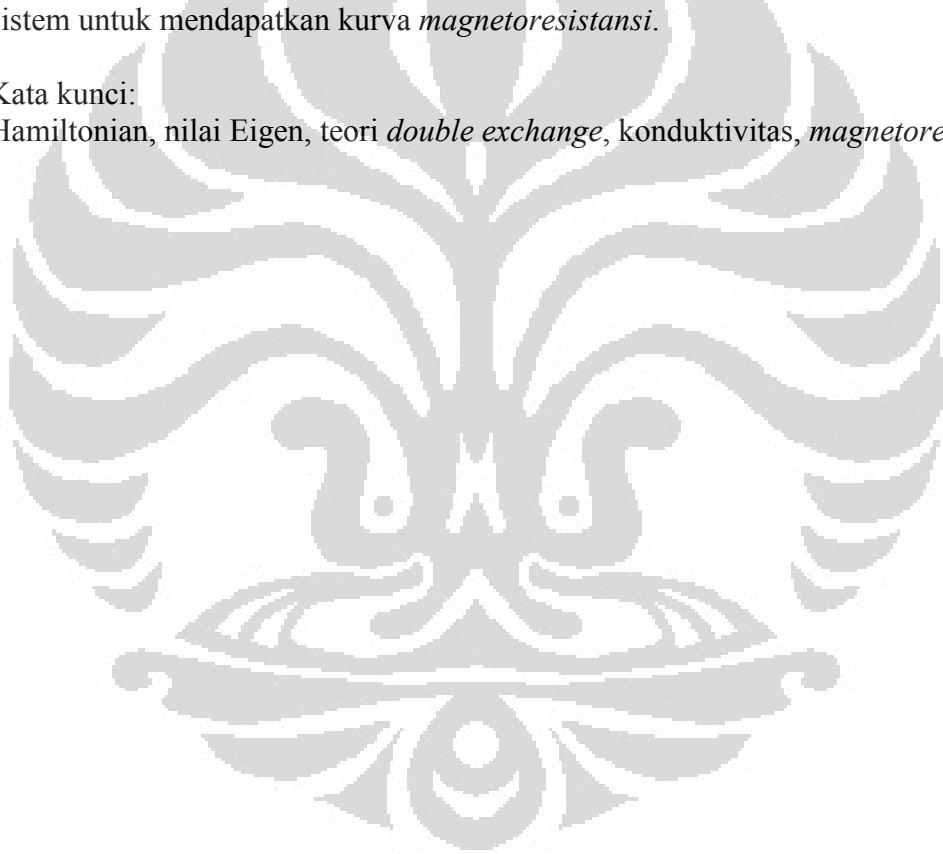 istem untuk mendapatkan kurva magnetoresistansi.
Kata kunci:
Hamiltonian, nilai Eigen, teori double exchange, konduktivitas, magnetore